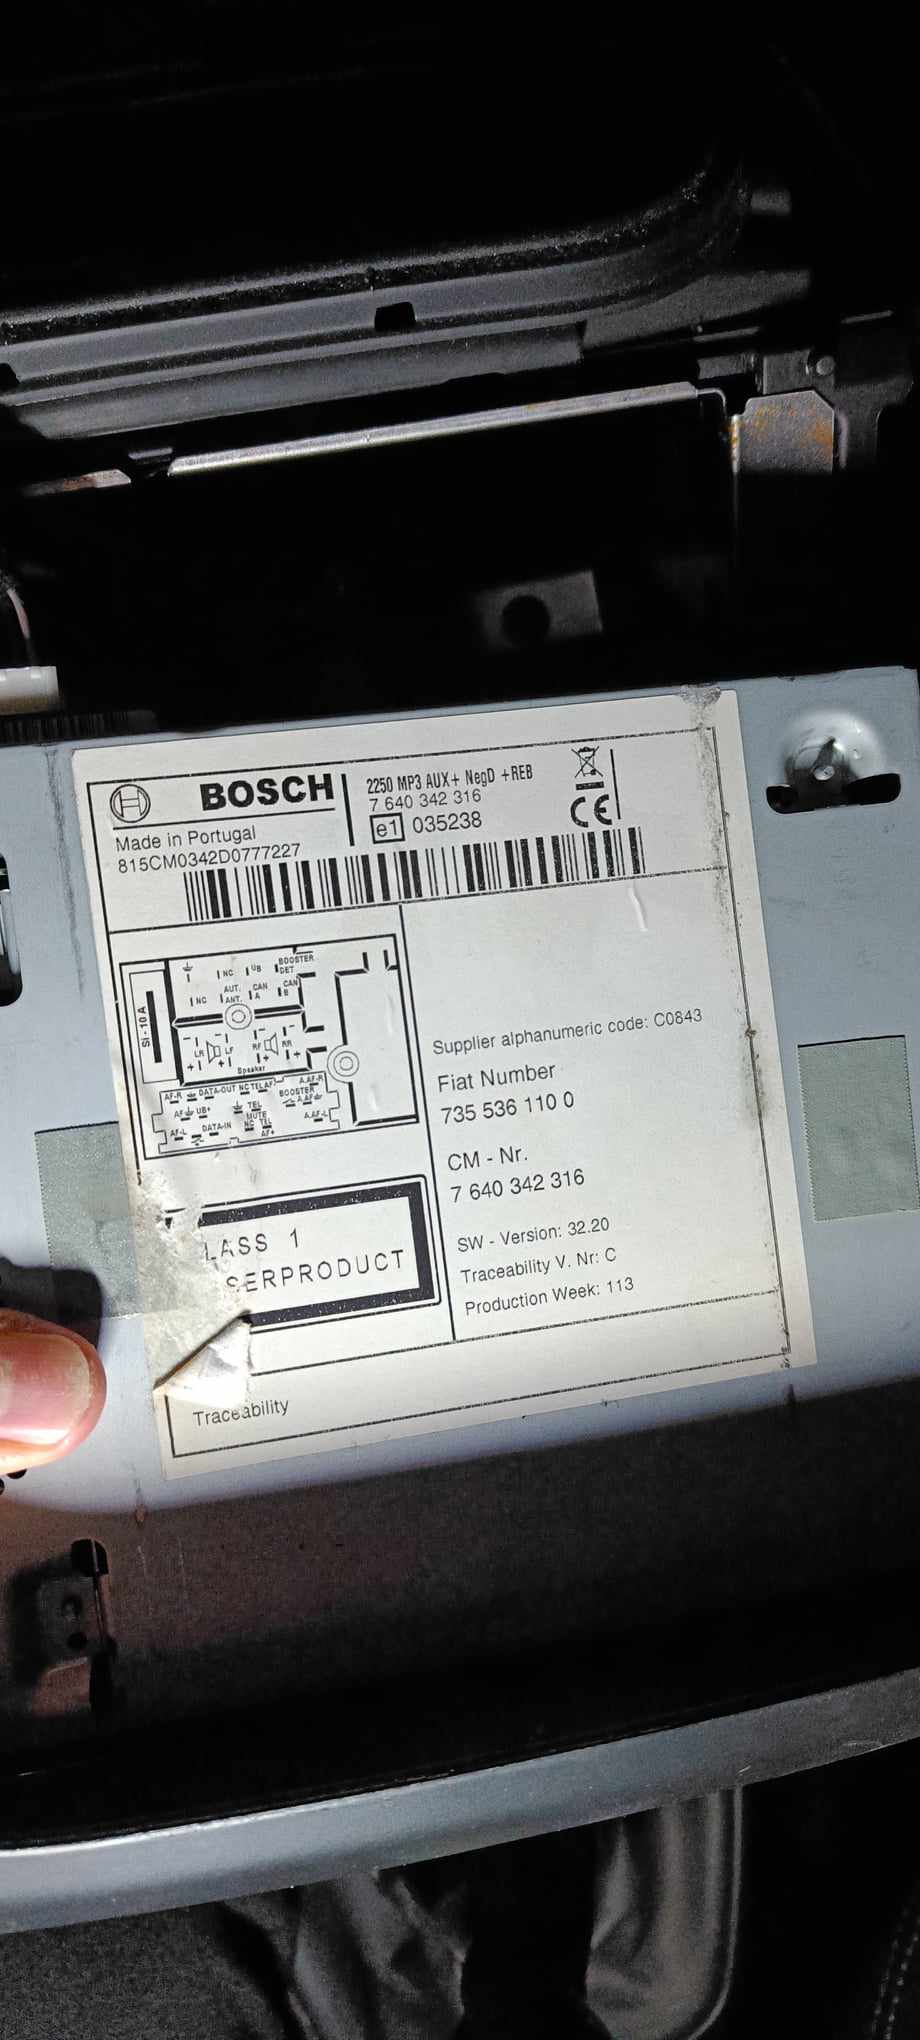 BOSCH
2250 MP3 AUX+ NegD +REB
7 640 342 316
e1 035238
CE
Made in Portugal
815CM0342D0777227
BOOSTER
NC UB DET
AUT. CAN CAN
NC ANT. A B
SI - 10 A
- - - -
LR LF RF RR
+ + + +
Speaker
AF-R DATA-OUT NC TEL AF- A.AF-R
BOOSTER
AF UB+ TEL A.AF
MUTE
AF-L DATA-IN NC TEL A.AF-L
AF+
Supplier alphanumeric code: C0843
Fiat Number
735 536 110 0
CM - Nr.
7 640 342 316
SW - Version: 32.20
Traceability V. Nr: C
Production Week: 113
LASS 1
SERPRODUCT
Traceability